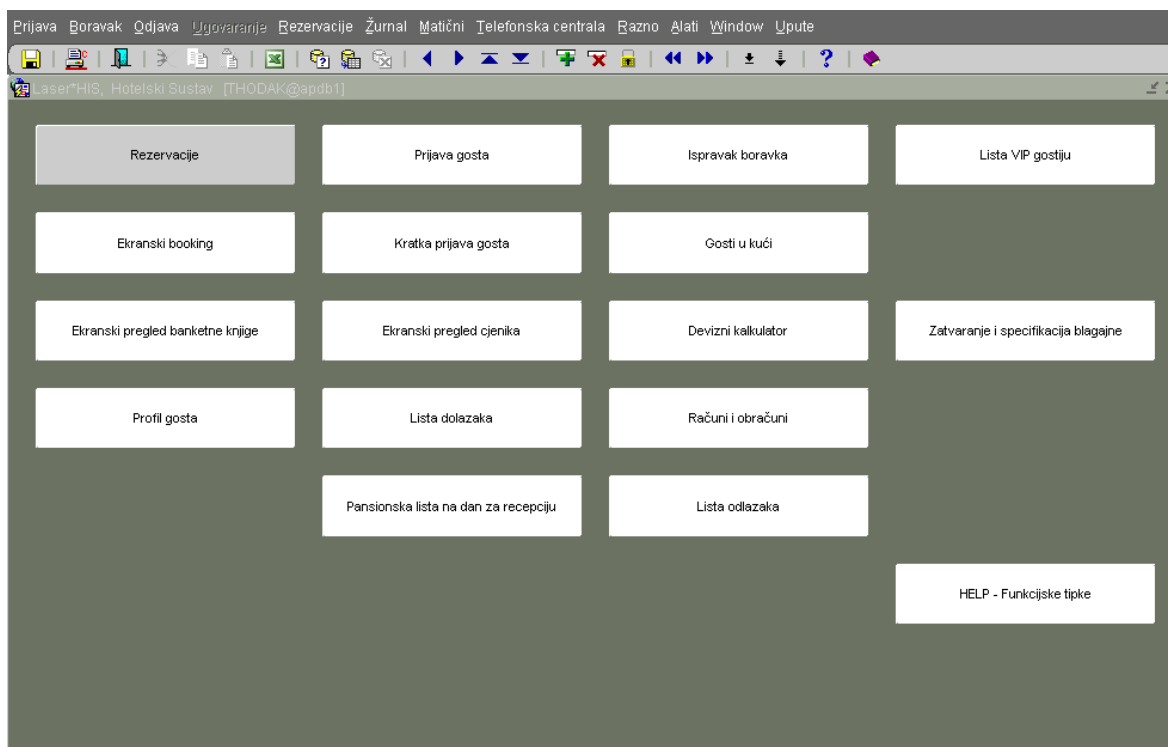 Prijava Boravak Odjava Ugovaranje Rezervacije Žurnal Matični Telefonska centrala Razno Alati Window Upute
Laser*HIS, Hotelski Sustav [THODAK@apdb1]
Rezervacije Prijava gosta Ispravak boravka Lista VIP gostiju
Ekranski booking Kratka prijava gosta Gosti u kući
Ekranski pregled banketne knjige Ekranski pregled cjenika Devizni kalkulator Zatvaranje i specifikacija blagajne
Profil gosta Lista dolazaka Računi i obračuni
Pansionska lista na dan za recepciju Lista odlazaka
HELP - Funkcijske tipke